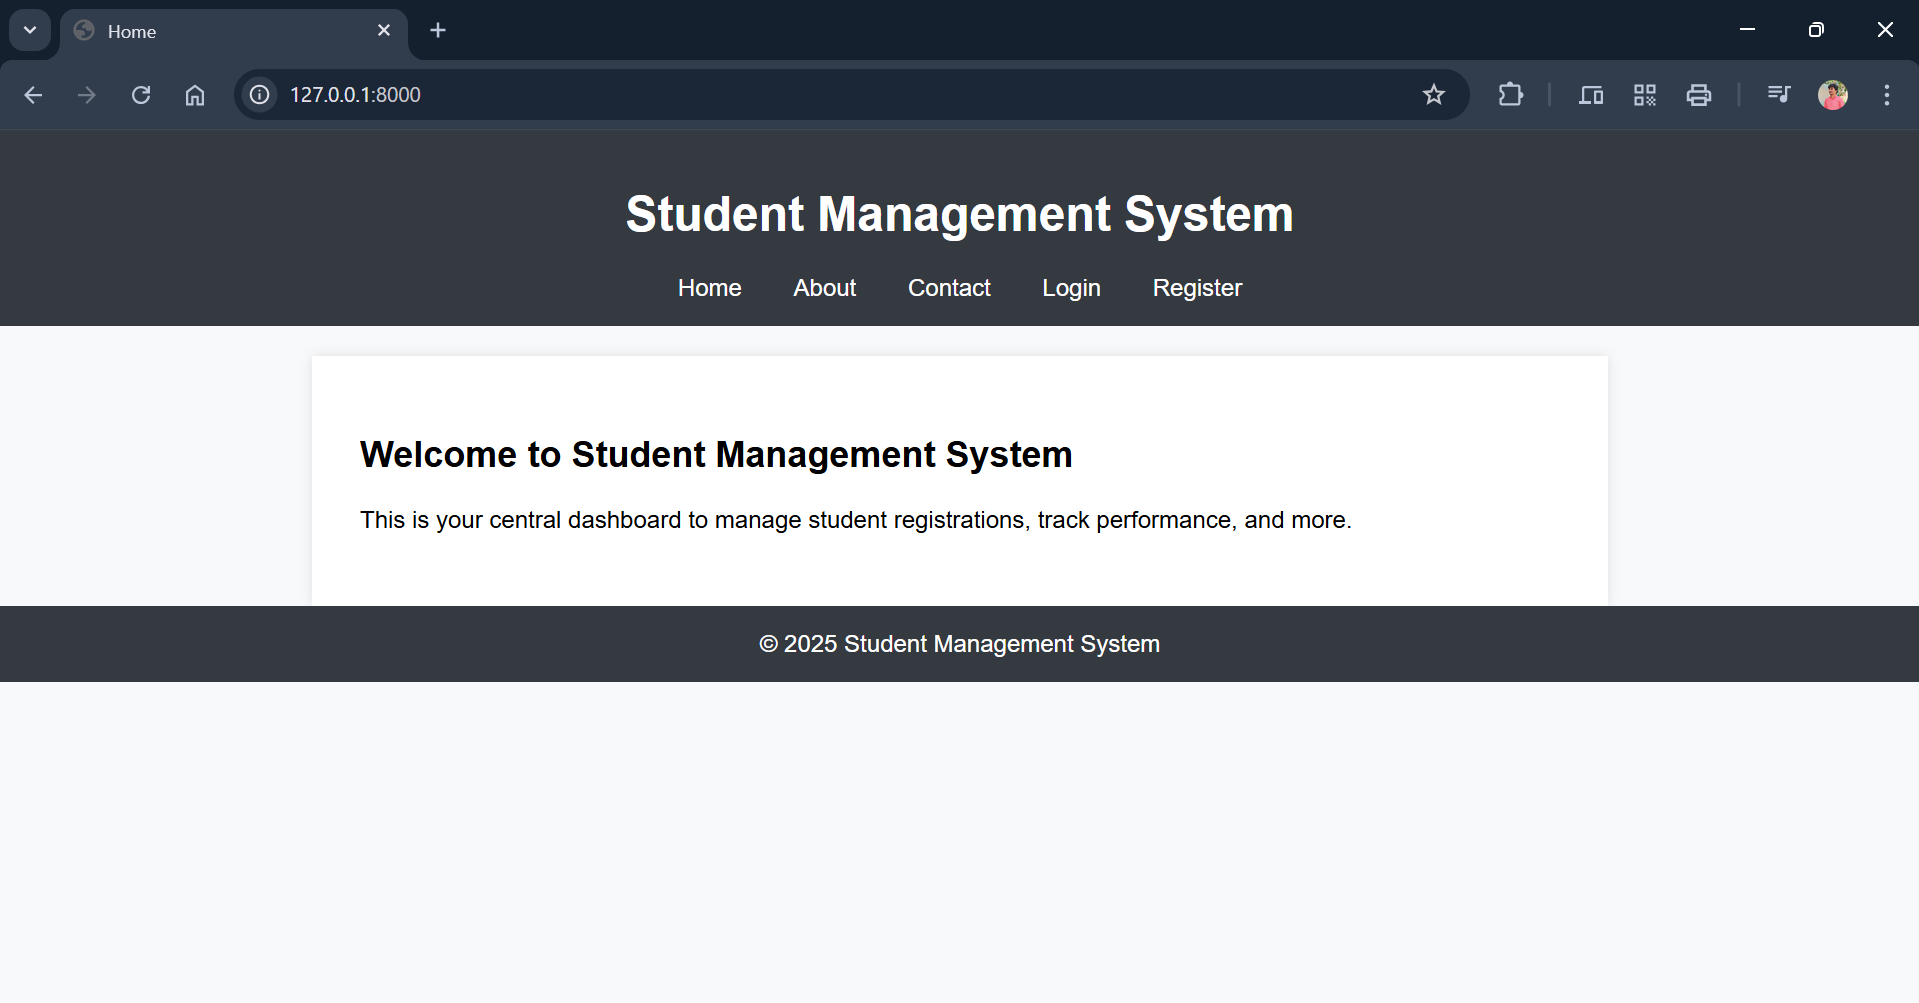 Home
127.0.0.1:8000
Student Management System
Home About Contact Login Register
Welcome to Student Management System
This is your central dashboard to manage student registrations, track performance, and more.
© 2025 Student Management System